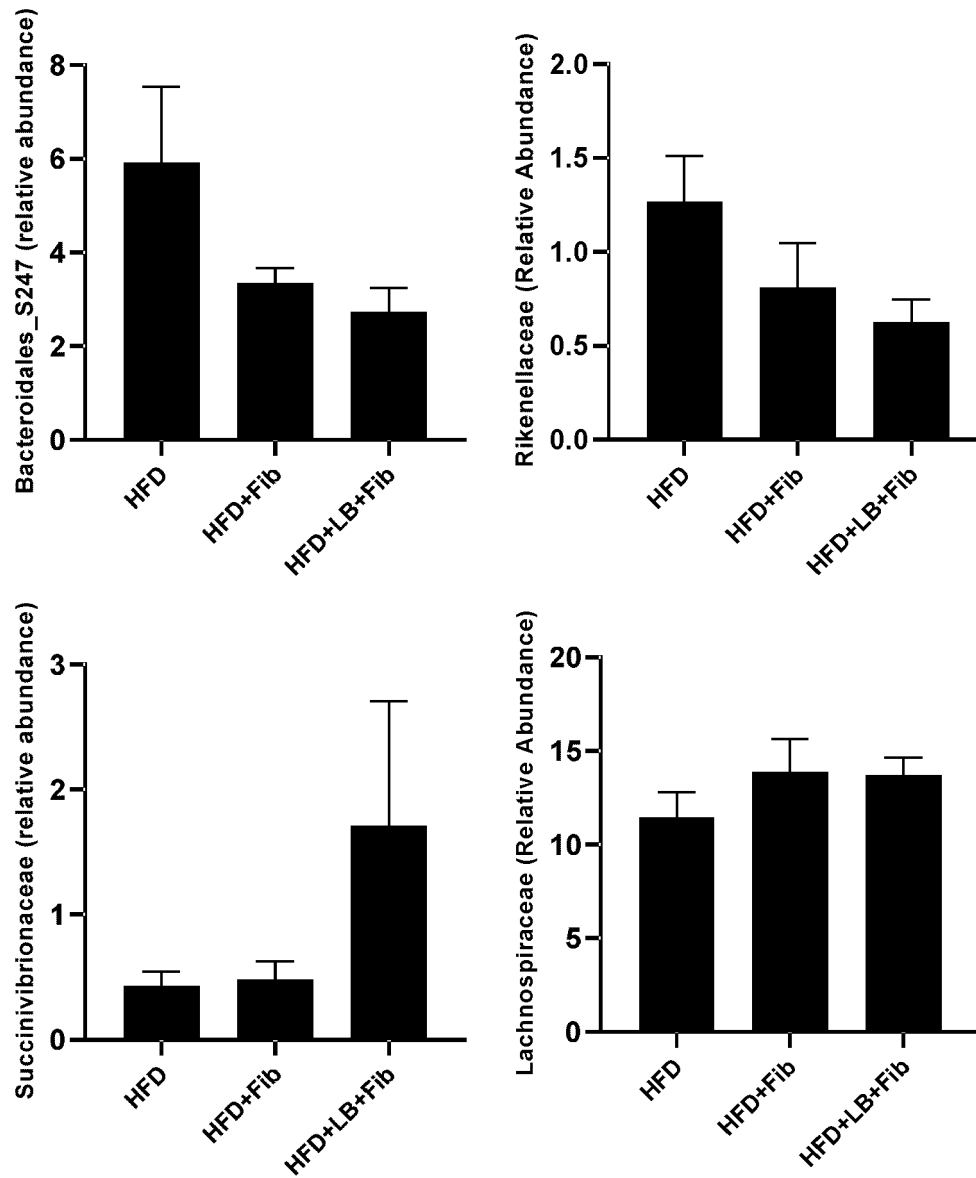 Bacteroidales_S247 (relative abundance)
8
6
4
2
0
HFD
HFD+Fib
HFD+LB+Fib
Rikenellaceae (Relative Abundance)
2.0
1.5
1.0
0.5
0.0
HFD
HFD+Fib
HFD+LB+Fib
Succinivibrionaceae (relative abundance)
3
2
1
0
HFD
HFD+Fib
HFD+LB+Fib
Lachnospiraceae (Relative Abundance)
20
15
10
5
0
HFD
HFD+Fib
HFD+LB+Fib